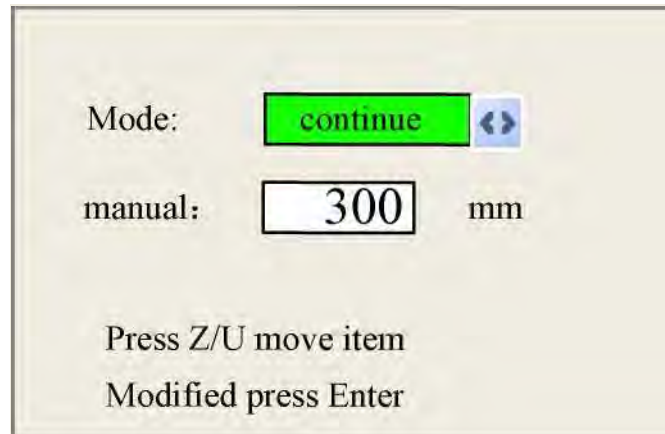 Mode: continue
manual： 300 mm
Press Z/U move item
Modified press Enter